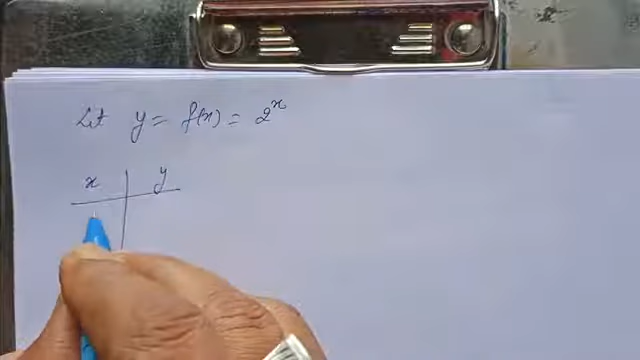 Let y = f(x) = 2^x
x y